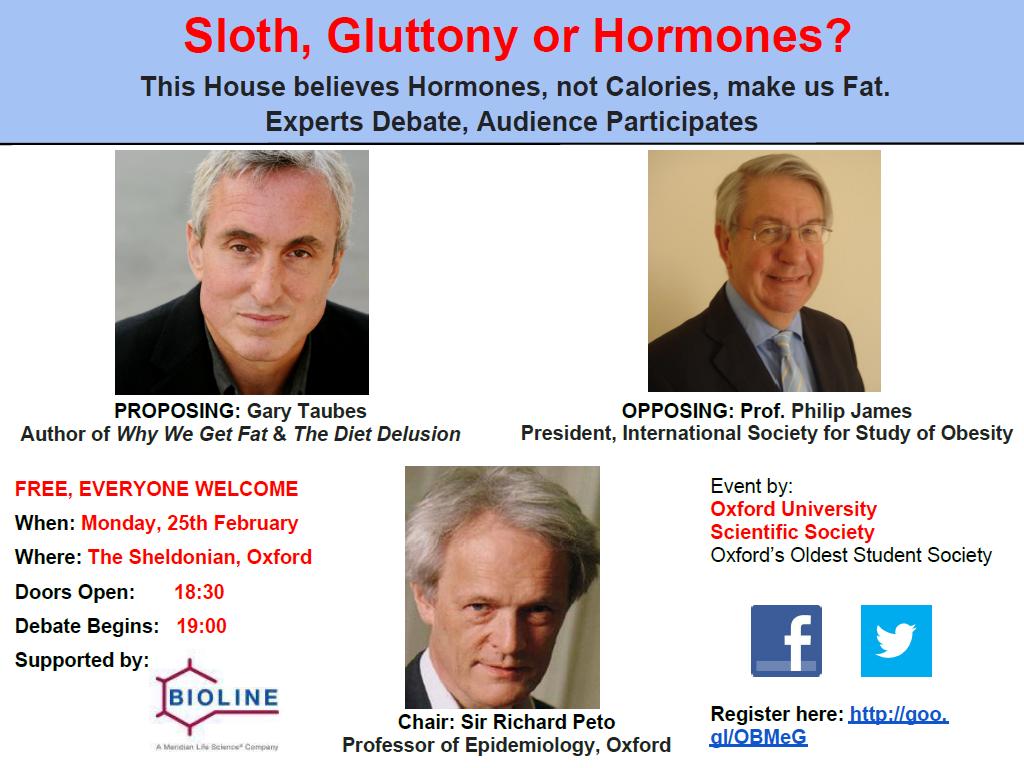 Sloth, Gluttony or Hormones?
This House believes Hormones, not Calories, make us Fat.
Experts Debate, Audience Participates
PROPOSING: Gary Taubes
Author of Why We Get Fat & The Diet Delusion
OPPOSING: Prof. Philip James
President, International Society for Study of Obesity
FREE, EVERYONE WELCOME
When: Monday, 25th February
Where: The Sheldonian, Oxford
Doors Open: 18:30
Debate Begins: 19:00
Supported by:
BIOLINE
A Meridian Life Science® Company
Chair: Sir Richard Peto
Professor of Epidemiology, Oxford
Event by:
Oxford University
Scientific Society
Oxford's Oldest Student Society
f
Register here: http://goo.
gl/OBMeG